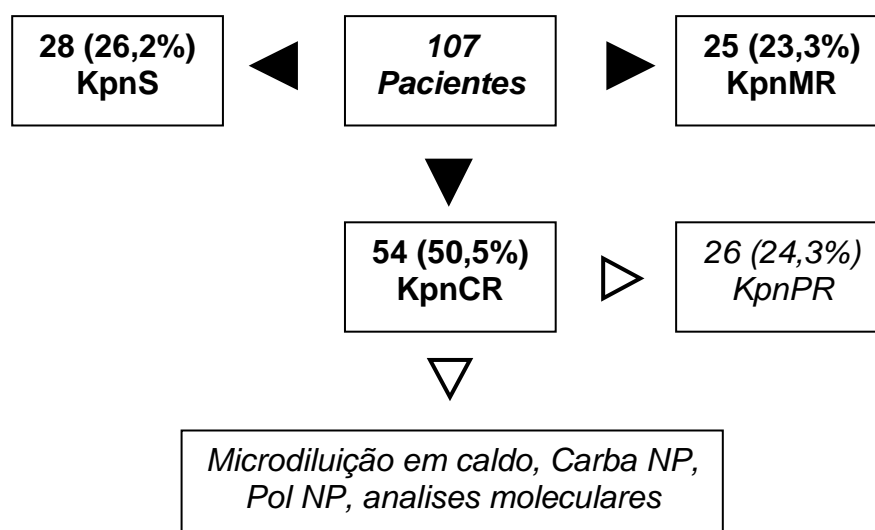 28 (26,2%)
KpnS
107
Pacientes
25 (23,3%)
KpnMR
54 (50,5%)
KpnCR
26 (24,3%)
KpnPR
Microdiluição em caldo, Carba NP,
Pol NP, analises moleculares